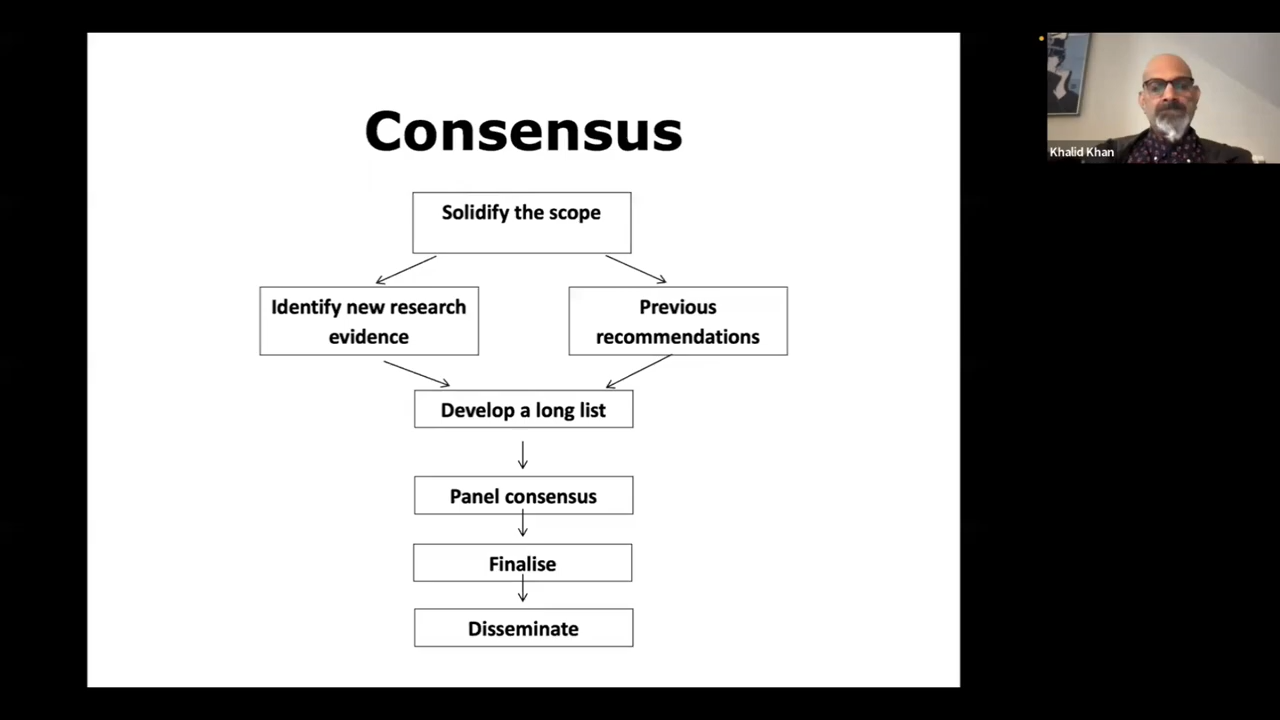 Consensus
Solidify the scope
Identify new research
evidence
Previous
recommendations
Develop a long list
Panel consensus
Finalise
Disseminate
Khalid Khan